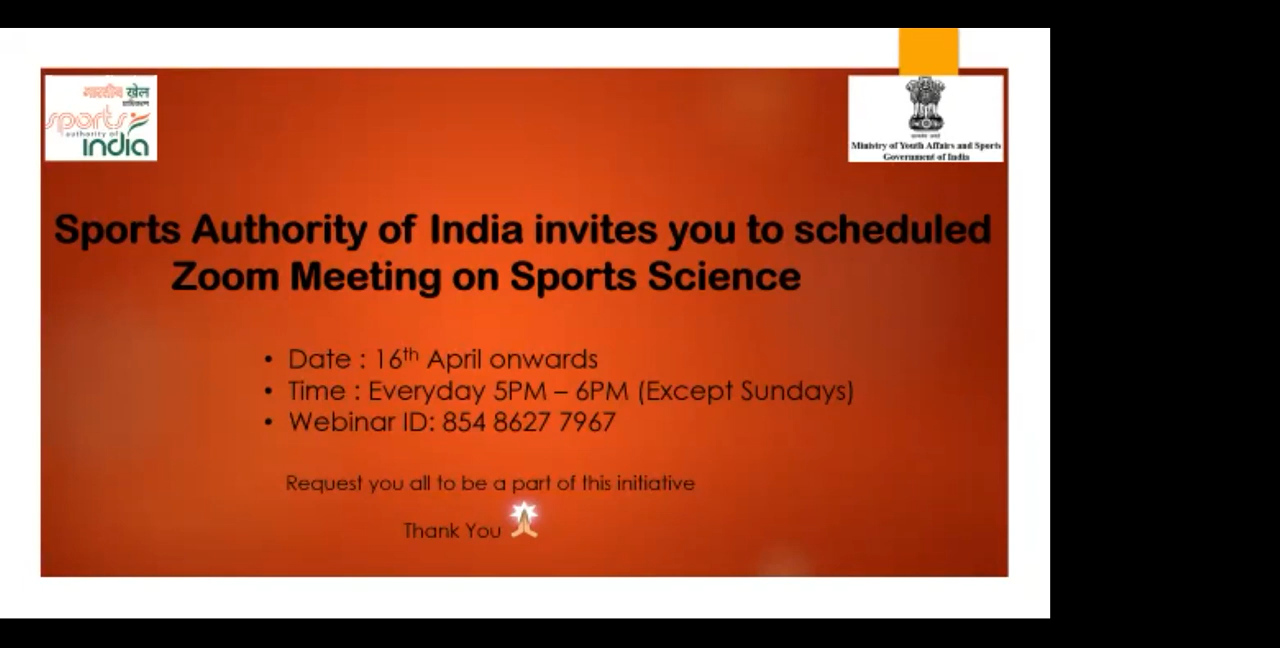 भारतीय खेल
प्राधिकरण
sports
authority of
india
Ministry of Youth Affairs and Sports
Government of India
Sports Authority of India invites you to scheduled
Zoom Meeting on Sports Science
• Date : 16th April onwards
• Time : Everyday 5PM – 6PM (Except Sundays)
• Webinar ID: 854 8627 7967
Request you all to be a part of this initiative
Thank You